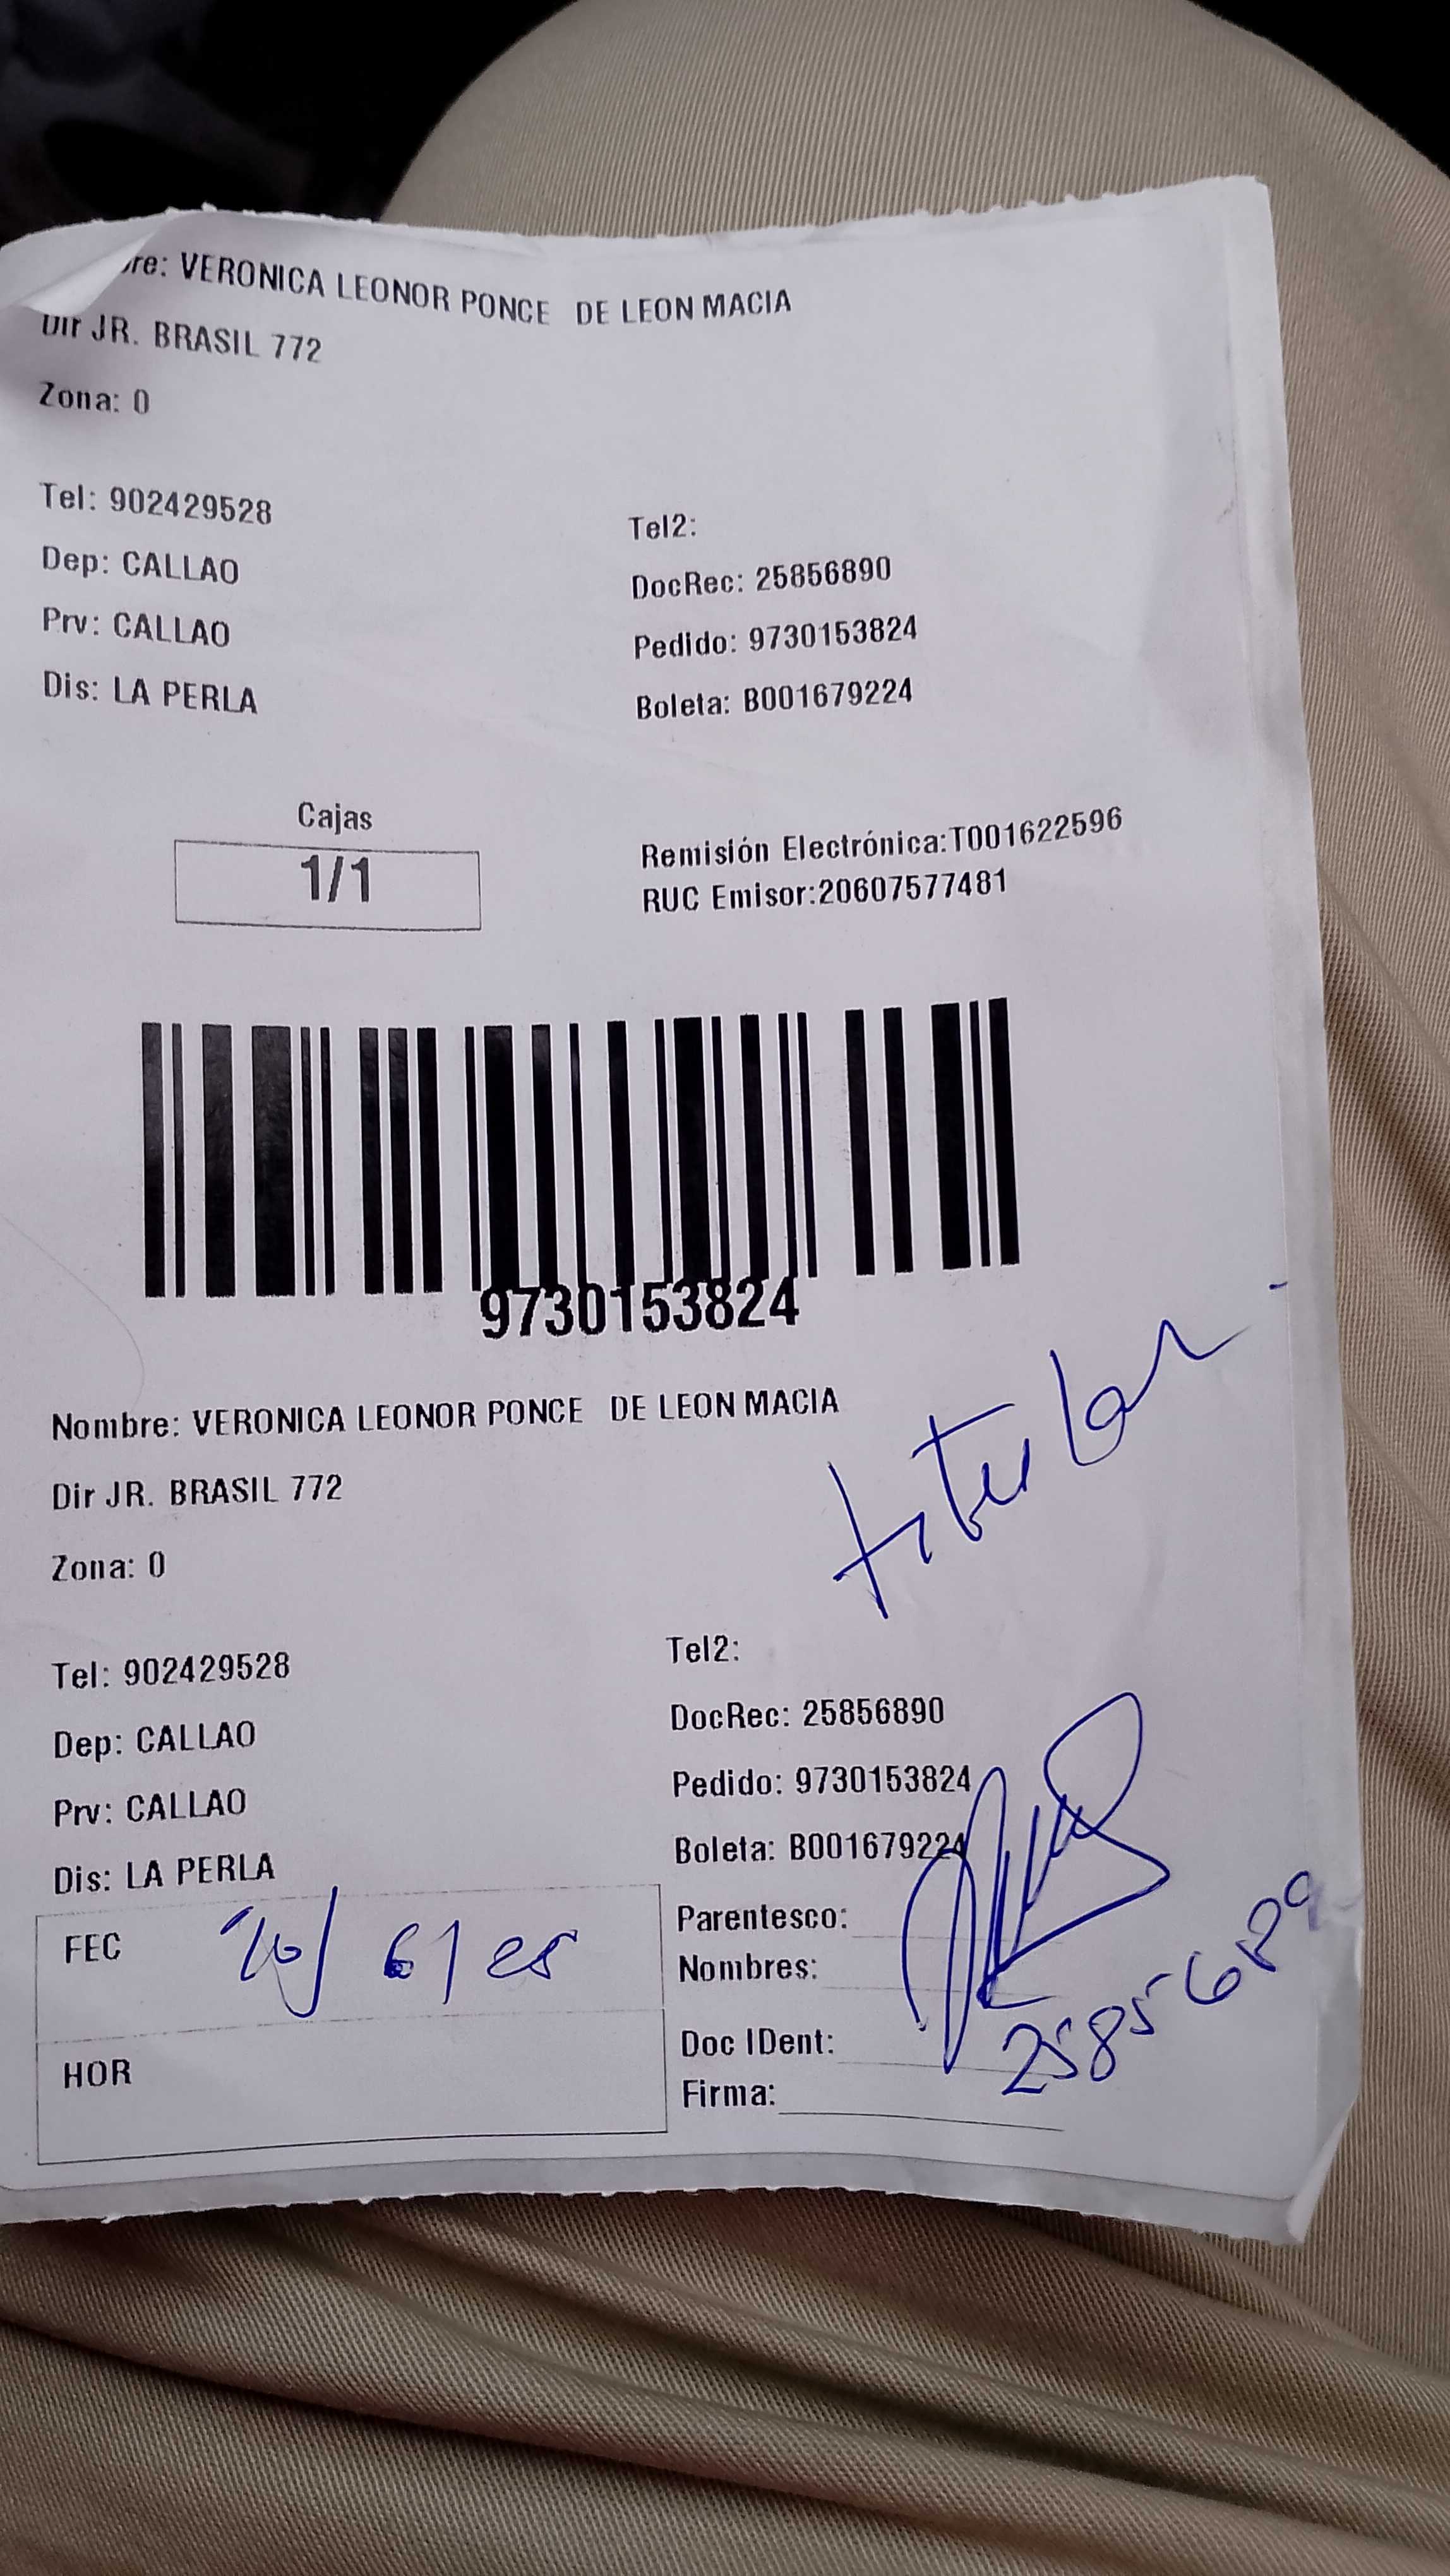 re: VERONICA LEONOR PONCE DE LEON MACIA
Dir JR. BRASIL 772
Zona: 0
Tel: 902429528
Tel2:
Dep: CALLAO
DocRec: 25856890
Prv: CALLAO
Pedido: 9730153824
Dis: LA PERLA
Boleta: B001679224
Cajas
1/1
Remisión Electrónica:T001622596
RUC Emisor:20607577481
9730153824
Nombre: VERONICA LEONOR PONCE DE LEON MACIA
Dir JR. BRASIL 772
Zona: 0
titular
Tel: 902429528
Tel2:
Dep: CALLAO
DocRec: 25856890
Prv: CALLAO
Pedido: 9730153824
Dis: LA PERLA
Boleta: B001679224
FEC
Parentesco:
Nombres:
HOR
Doc IDent:
Firma: